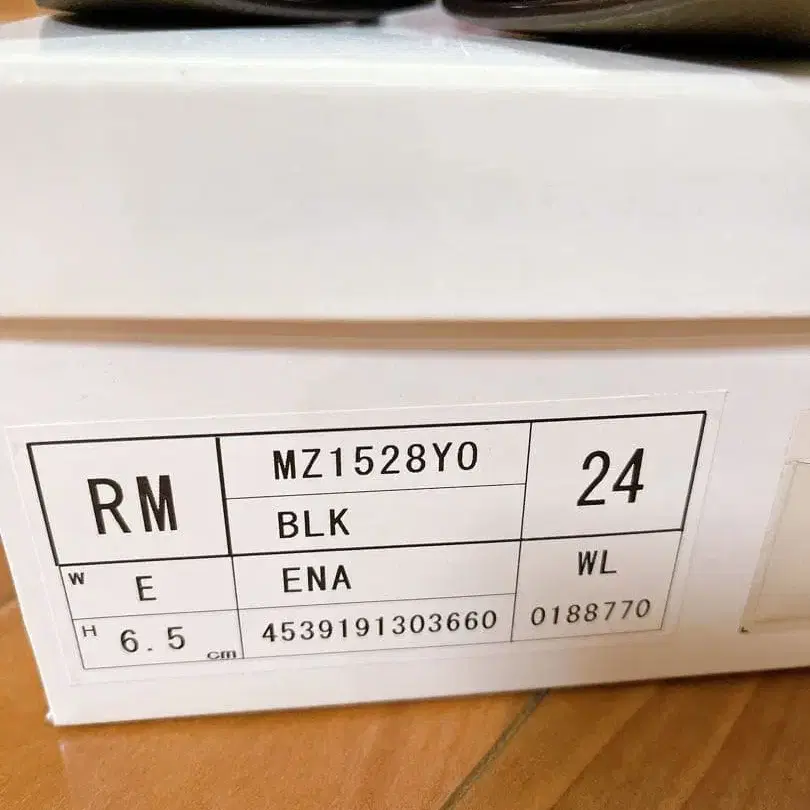 RM
MZ1528YO
24
BLK
W E
ENA
WL
H 6.5 cm
4539191303660
0188770